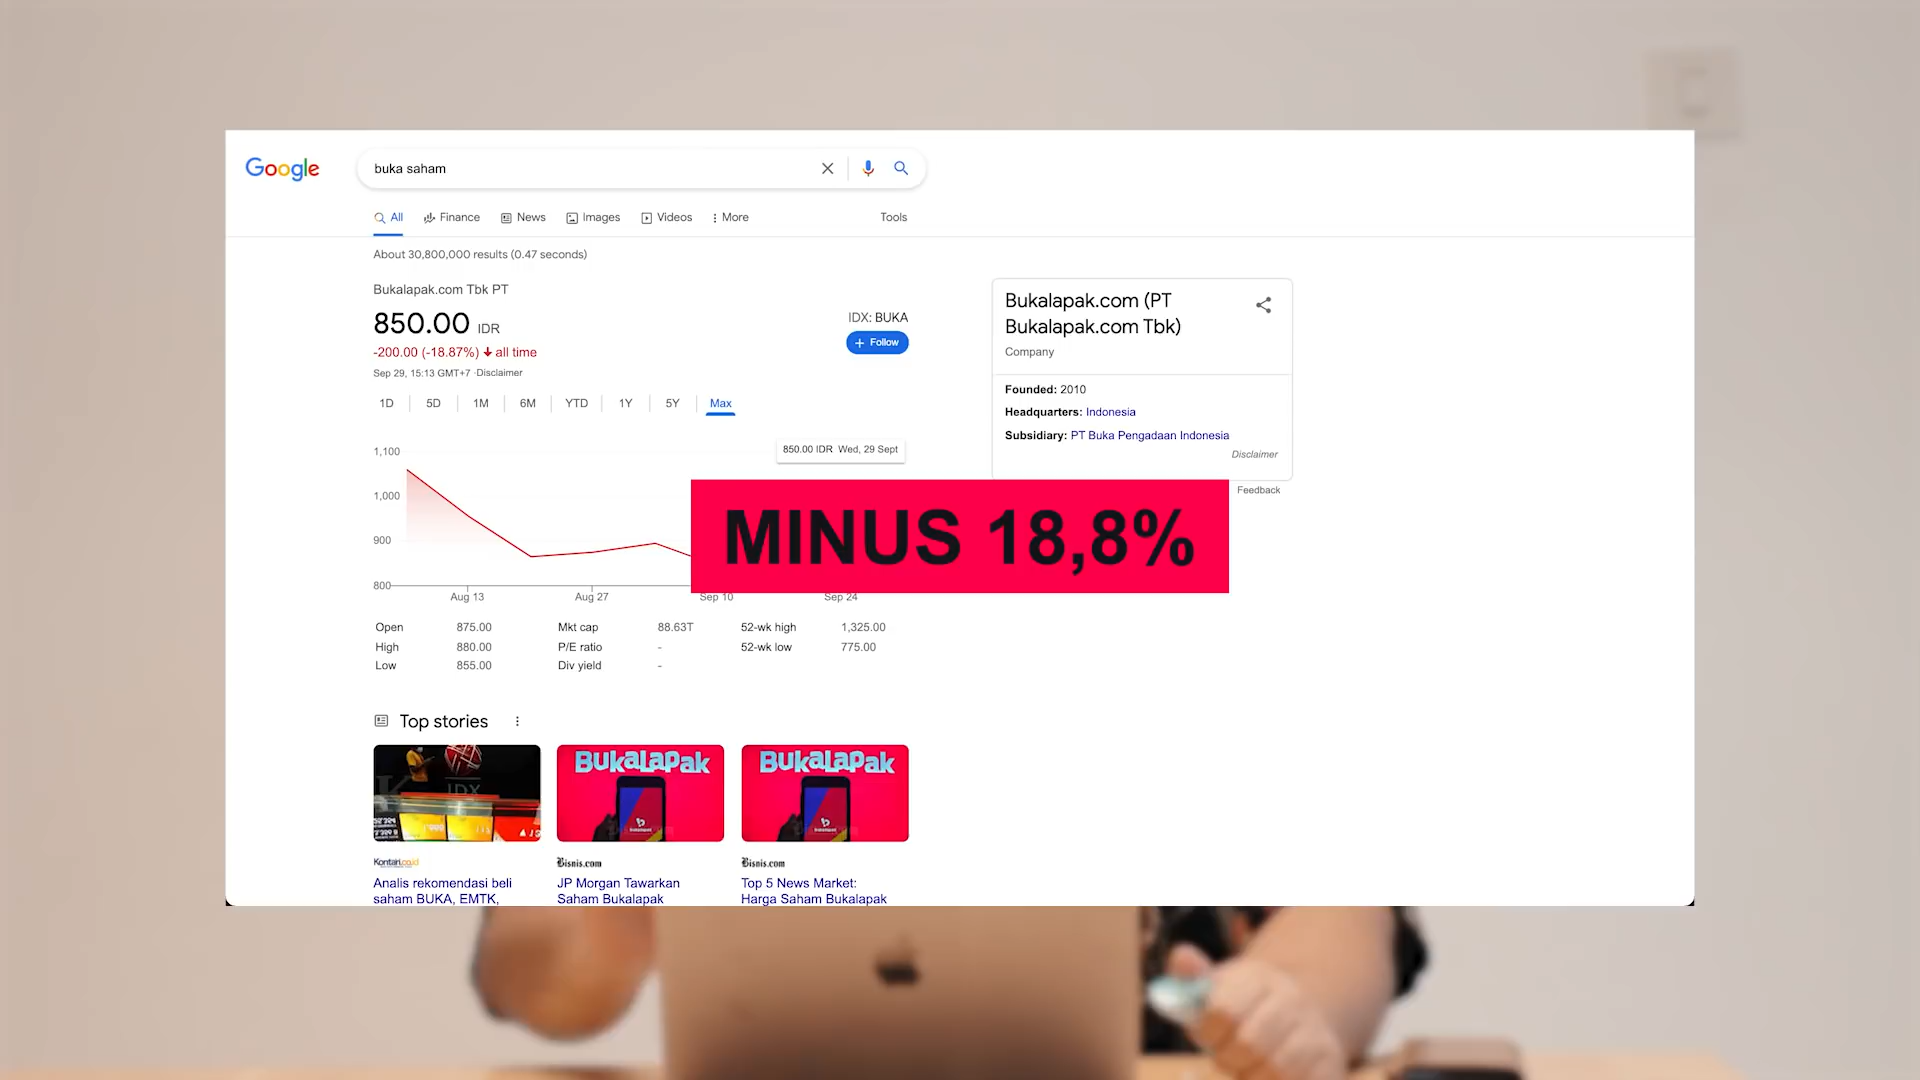 Google
buka saham
All Finance News Images Videos More Tools
About 30,800,000 results (0.47 seconds)
Bukalapak.com Tbk PT
850.00 IDR
IDX: BUKA
-200.00 (-18.87%) all time
+ Follow
Sep 29, 15:13 GMT+7 ·Disclaimer
1D 5D 1M 6M YTD 1Y 5Y Max
850.00 IDR Wed, 29 Sept
1,100
1,000
900
800
Aug 13 Aug 27 Sep 10 Sep 24
MINUS 18,8%
Open 875.00 Mkt cap 88.63T 52-wk high 1,325.00
High 880.00 P/E ratio - 52-wk low 775.00
Low 855.00 Div yield -
Bukalapak.com (PT
Bukalapak.com Tbk)
Company
Founded: 2010
Headquarters: Indonesia
Subsidiary: PT Buka Pengadaan Indonesia
Disclaimer
Feedback
Top stories
IDX
BukaLapak
BukaLapak
Kontan.co.id
Bisnis.com
Bisnis.com
Analis rekomendasi beli
saham BUKA, EMTK,
JP Morgan Tawarkan
Saham Bukalapak
Top 5 News Market:
Harga Saham Bukalapak